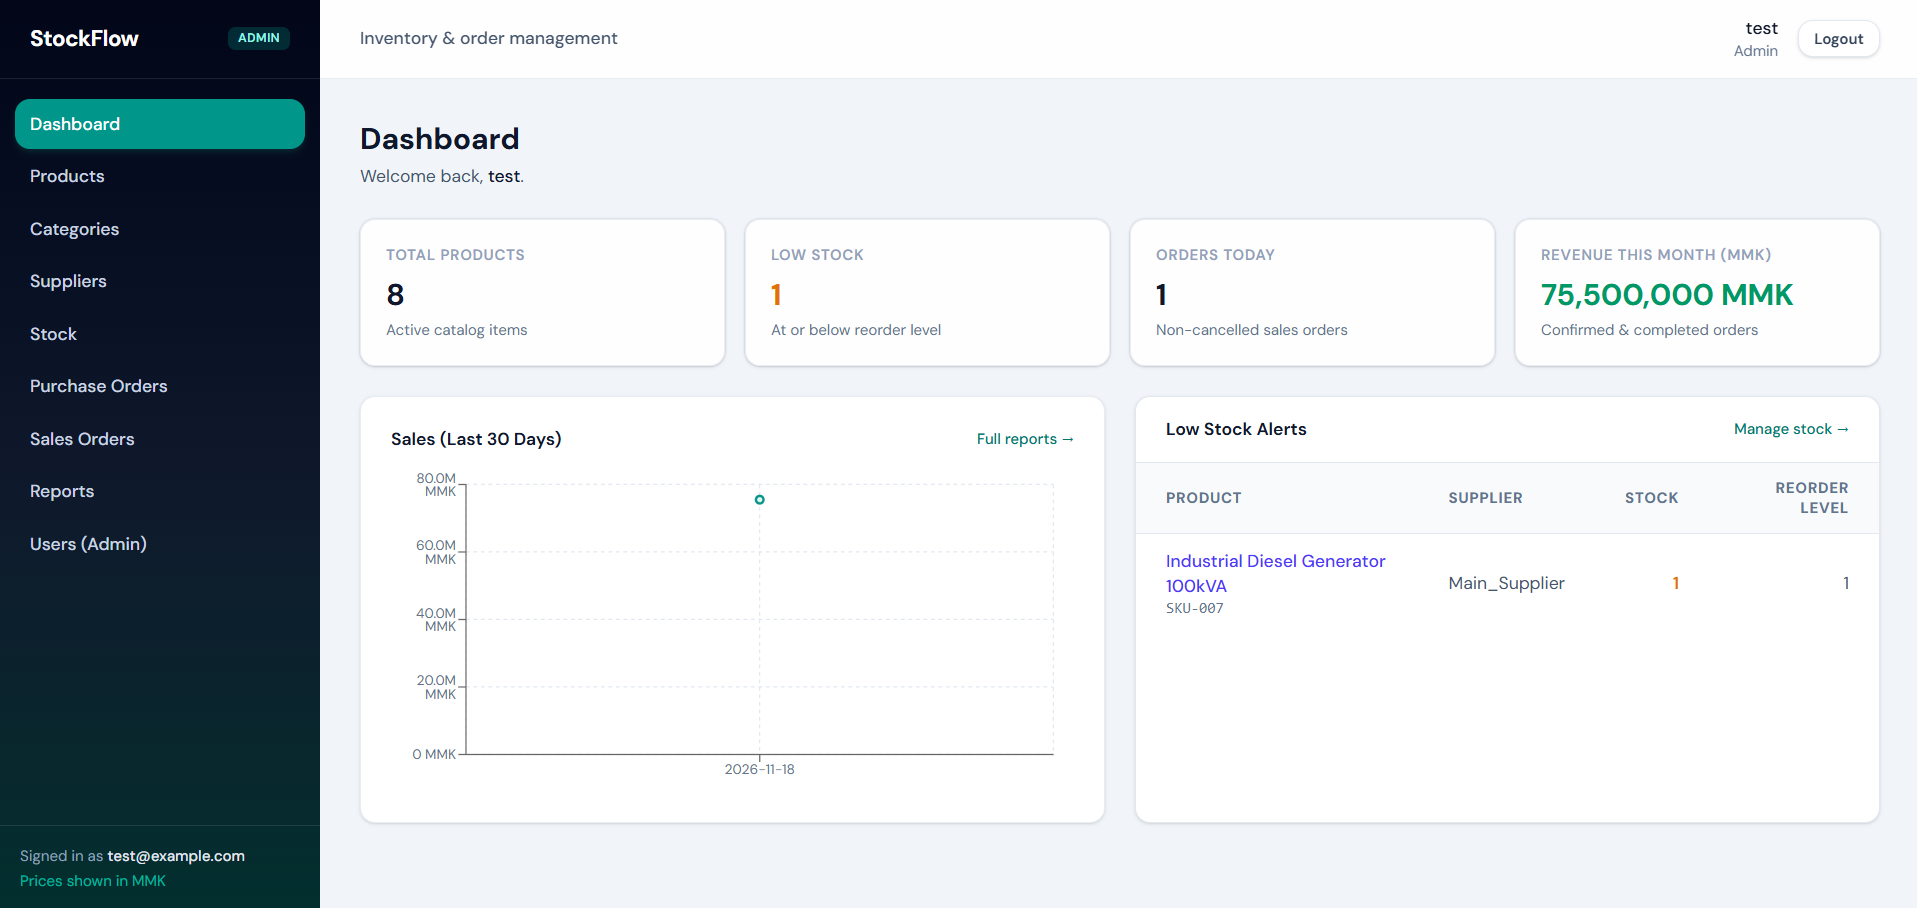 StockFlow
ADMIN
Dashboard
Products
Categories
Suppliers
Stock
Purchase Orders
Sales Orders
Reports
Users (Admin)
Signed in as test@example.com
Prices shown in MMK
Inventory & order management
test
Admin
Logout
Dashboard
Welcome back, test.
TOTAL PRODUCTS
8
Active catalog items
LOW STOCK
1
At or below reorder level
ORDERS TODAY
1
Non-cancelled sales orders
REVENUE THIS MONTH (MMK)
75,500,000 MMK
Confirmed & completed orders
Sales (Last 30 Days)
Full reports →
80.0M
MMK
60.0M
MMK
40.0M
MMK
20.0M
MMK
0 MMK
2026-11-18
Low Stock Alerts
Manage stock →
PRODUCT SUPPLIER STOCK REORDER
LEVEL
Industrial Diesel Generator
100kVA
SKU-007
Main_Supplier
1
1